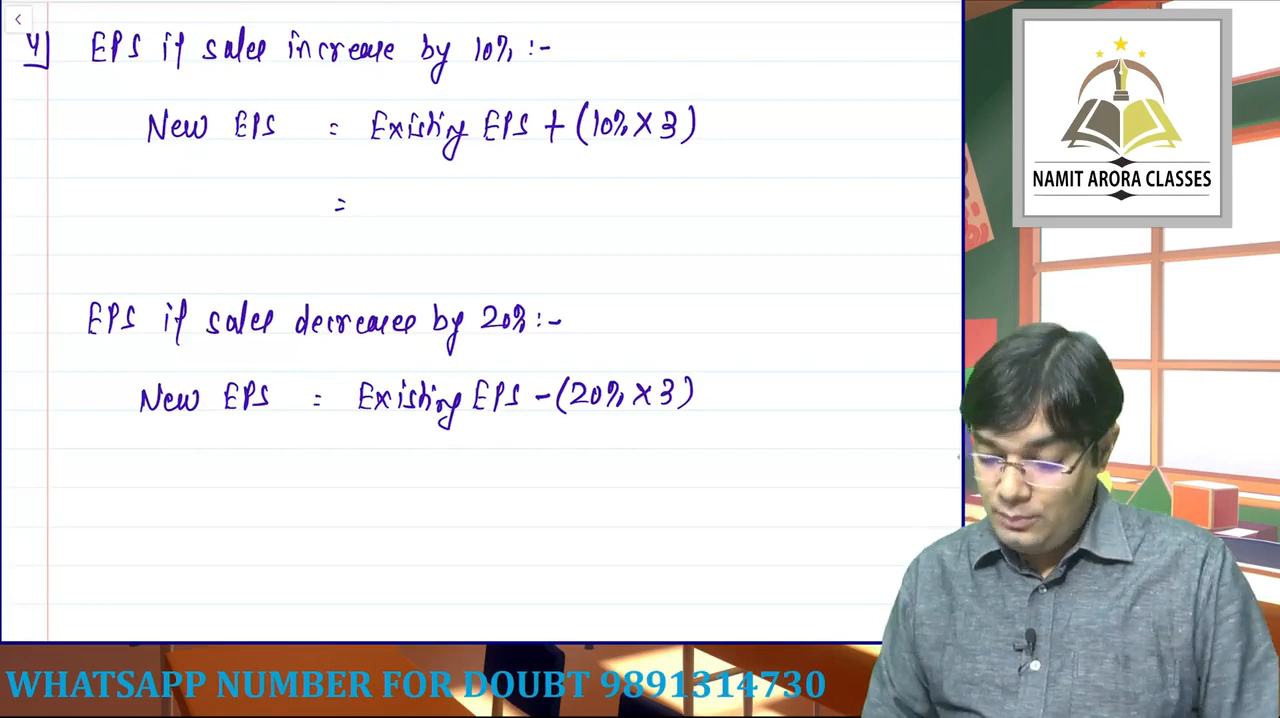 4] EPS if sales increase by 10% :-
New EPS = Existing EPS + (10% X 3)
=
EPS if sales decreases by 20% :-
New EPS = Existing EPS - (20% X 3)
NAMIT ARORA CLASSES
WHATSAPP NUMBER FOR DOUBT 9891314730